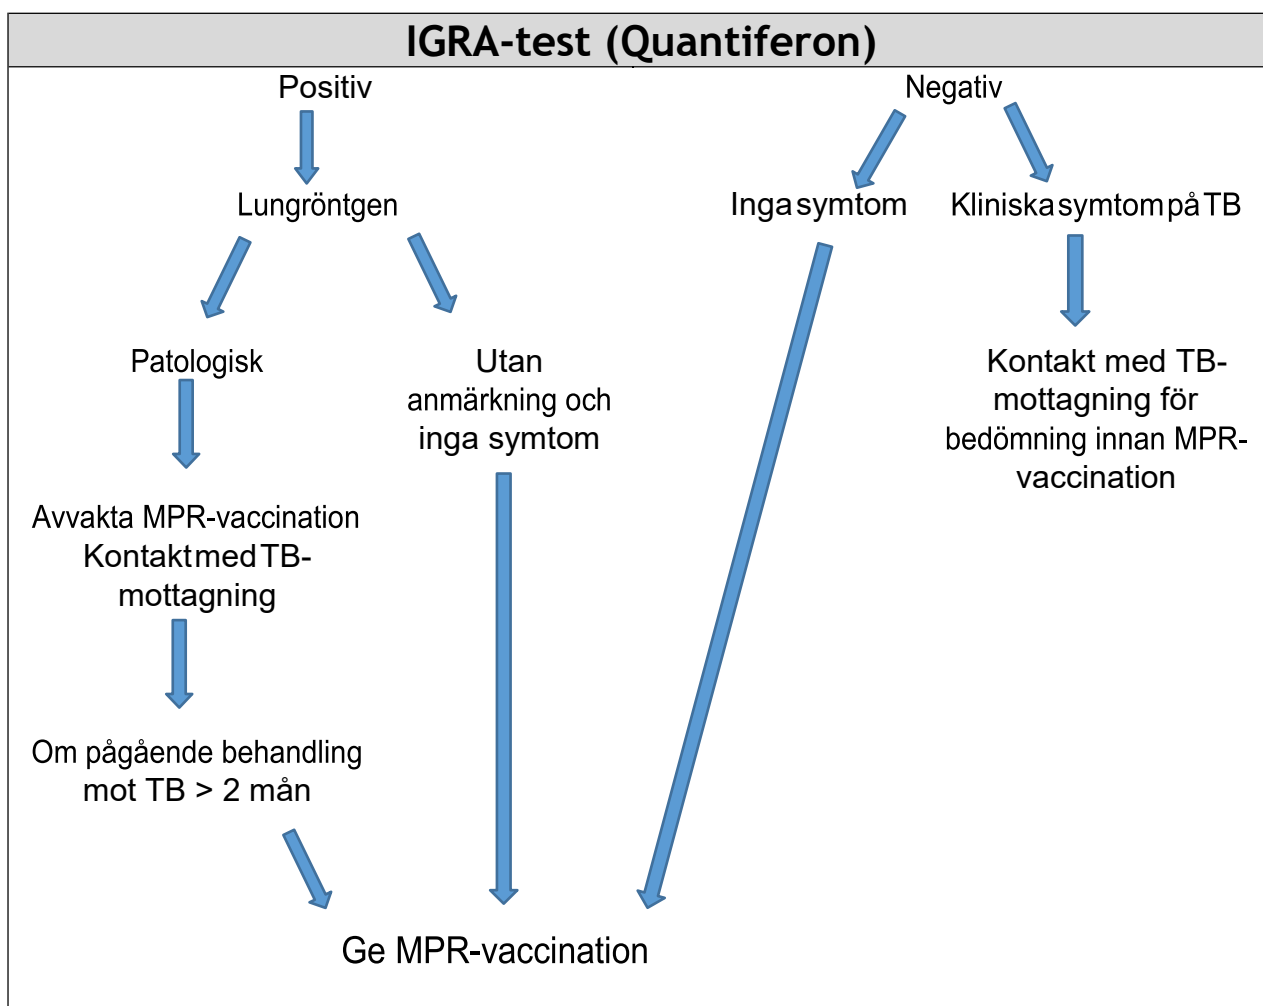 IGRA-test (Quantiferon)
Positiv
Negativ
Lungröntgen
Inga symtom
Kliniska symtom på TB
Patologisk
Utan
anmärkning och
inga symtom
Kontakt med TB-
mottagning för
bedömning innan MPR-
vaccination
Avvakta MPR-vaccination
Kontakt med TB-
mottagning
Om pågående behandling
mot TB > 2 mån
Ge MPR-vaccination